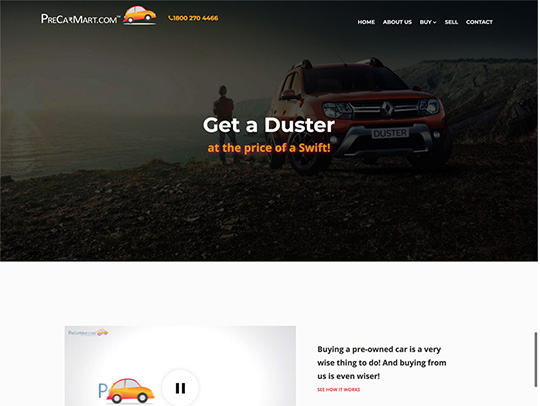 PRECARMART.COM™
1800 270 4466
HOME ABOUT US BUY SELL CONTACT
Get a Duster
at the price of a Swift!
DUSTER
PRECARMART.COM
P
Buying a pre-owned car is a very
wise thing to do! And buying from
us is even wiser!
SEE HOW IT WORKS